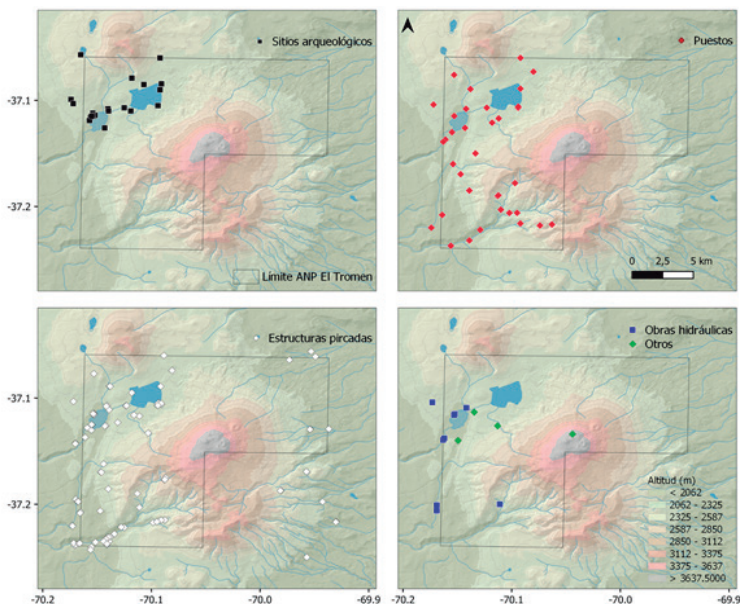 Sitios arqueológicos
-37.1
-37.2
Límite ANP El Tromen
Puestos
0 2,5 5 km
Estructuras pircadas
-37.1
-37.2
-70.2 -70.1 -70.0 -69.9
Obras hidráulicas
Otros
Altitud (m)
< 2062
2062 - 2325
2325 - 2587
2587 - 2850
2850 - 3112
3112 - 3375
3375 - 3637
> 3637.5000
-70.2 -70.1 -70.0 -69.9